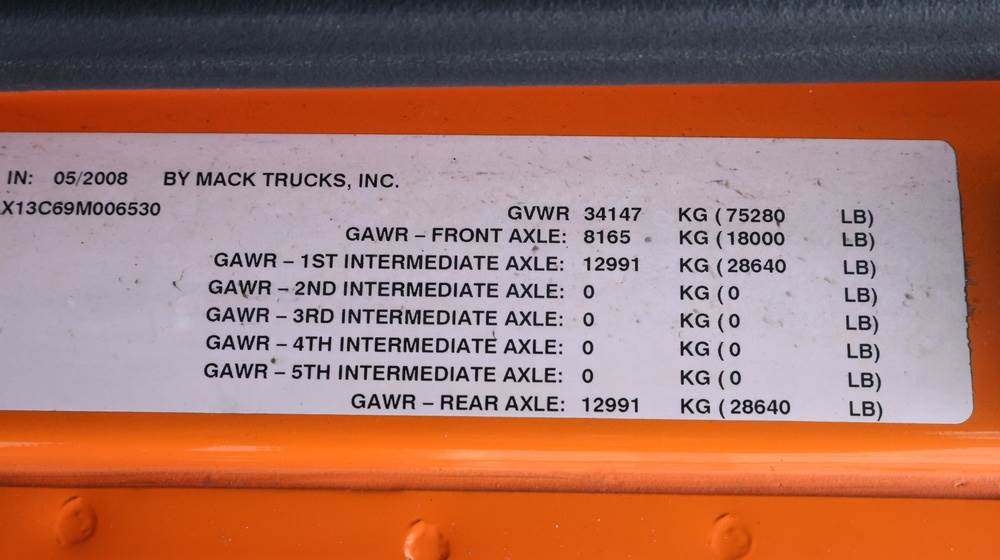 IN: 05/2008 BY MACK TRUCKS, INC.
X13C69M006530
GVWR 34147 KG (75280 LB)
GAWR – FRONT AXLE: 8165 KG (18000 LB)
GAWR – 1ST INTERMEDIATE AXLE: 12991 KG (28640 LB)
GAWR – 2ND INTERMEDIATE AXLE: 0 KG (0 LB)
GAWR – 3RD INTERMEDIATE AXLE: 0 KG (0 LB)
GAWR – 4TH INTERMEDIATE AXLE: 0 KG (0 LB)
GAWR – 5TH INTERMEDIATE AXLE: 0 KG (0 LB)
GAWR – REAR AXLE: 12991 KG (28640 LB)